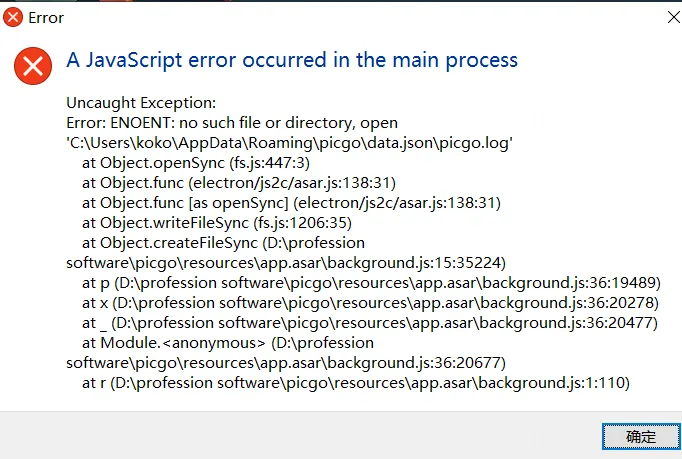 Error
A JavaScript error occurred in the main process
Uncaught Exception:
Error: ENOENT: no such file or directory, open
'C:\Users\koko\AppData\Roaming\picgo\data.json\picgo.log'
at Object.openSync (fs.js:447:3)
at Object.func (electron/js2c/asar.js:138:31)
at Object.func [as openSync] (electron/js2c/asar.js:138:31)
at Object.writeFileSync (fs.js:1206:35)
at Object.createFileSync (D:\profession
software\picgo\resources\app.asar\background.js:15:35224)
at p (D:\profession software\picgo\resources\app.asar\background.js:36:19489)
at x (D:\profession software\picgo\resources\app.asar\background.js:36:20278)
at _ (D:\profession software\picgo\resources\app.asar\background.js:36:20477)
at Module.<anonymous> (D:\profession
software\picgo\resources\app.asar\background.js:36:20677)
at r (D:\profession software\picgo\resources\app.asar\background.js:1:110)
确定